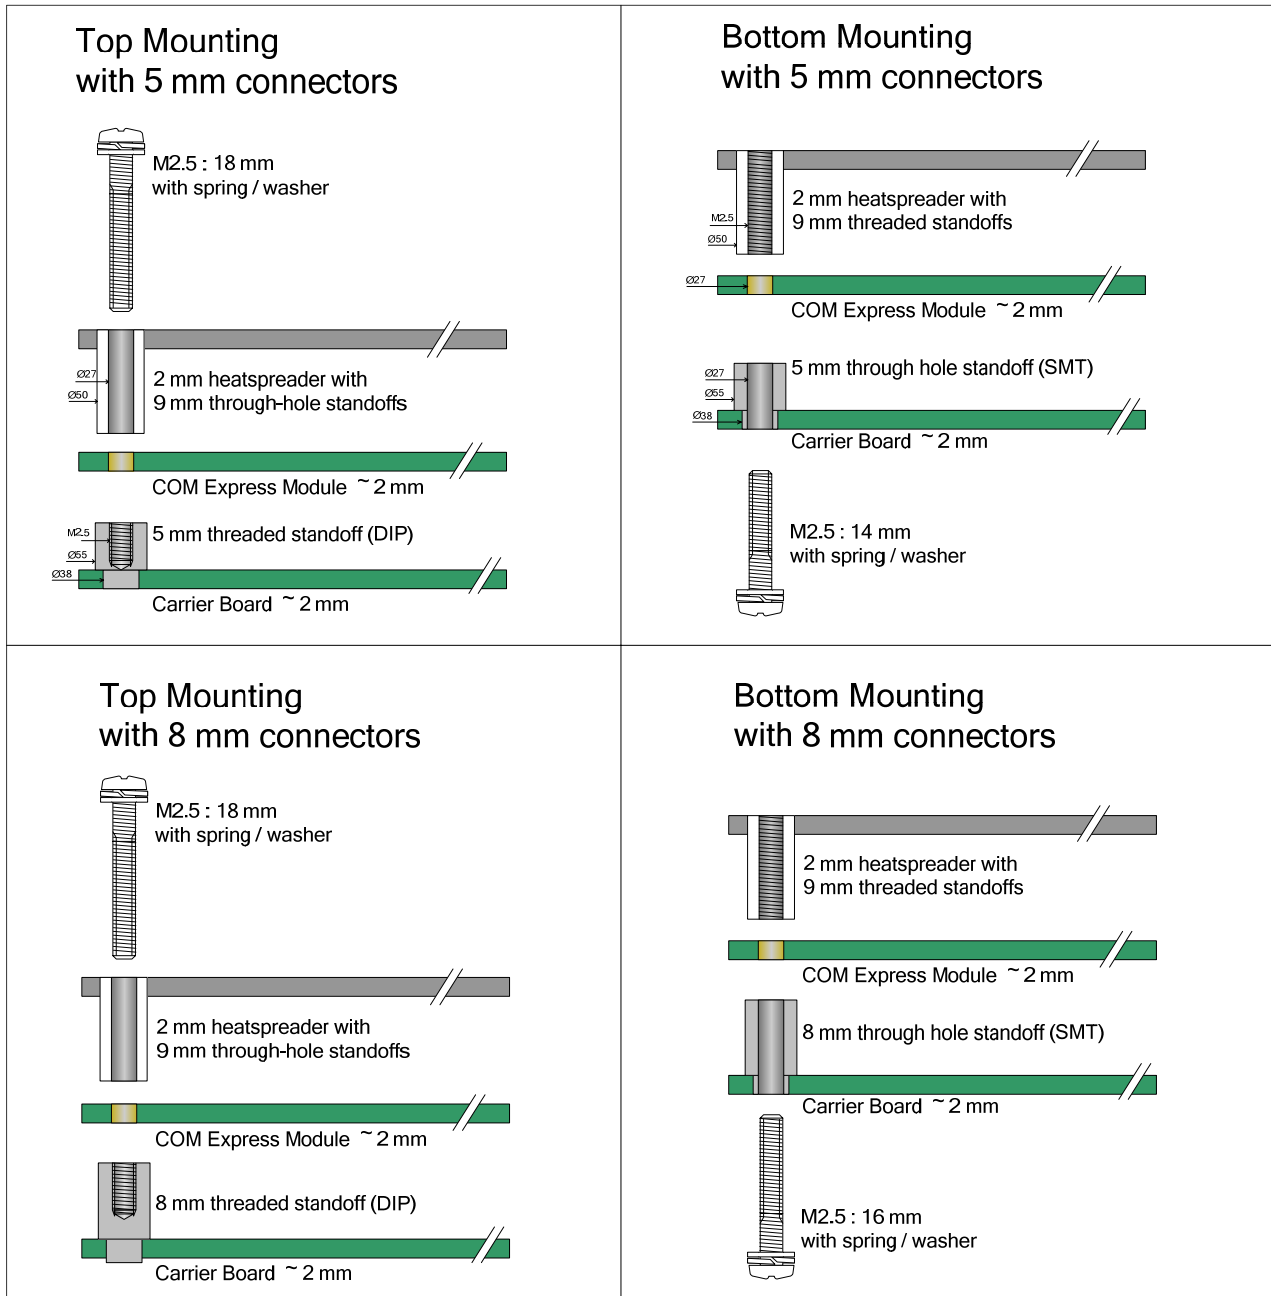 Top Mounting
with 5 mm connectors
M2.5 : 18 mm
with spring / washer
Ø27
Ø50
2 mm heatspreader with
9 mm through-hole standoffs
COM Express Module ~ 2 mm
M2.5
Ø55
Ø38
5 mm threaded standoff (DIP)
Carrier Board ~ 2 mm
Bottom Mounting
with 5 mm connectors
2 mm heatspreader with
9 mm threaded standoffs
M2.5
Ø50
Ø27
COM Express Module ~ 2 mm
5 mm through hole standoff (SMT)
Ø27
Ø55
Ø38
Carrier Board ~ 2 mm
M2.5 : 14 mm
with spring / washer
Top Mounting
with 8 mm connectors
M2.5 : 18 mm
with spring / washer
2 mm heatspreader with
9 mm through-hole standoffs
COM Express Module ~ 2 mm
8 mm threaded standoff (DIP)
Carrier Board ~ 2 mm
Bottom Mounting
with 8 mm connectors
2 mm heatspreader with
9 mm threaded standoffs
COM Express Module ~ 2 mm
8 mm through hole standoff (SMT)
Carrier Board ~ 2 mm
M2.5 : 16 mm
with spring / washer